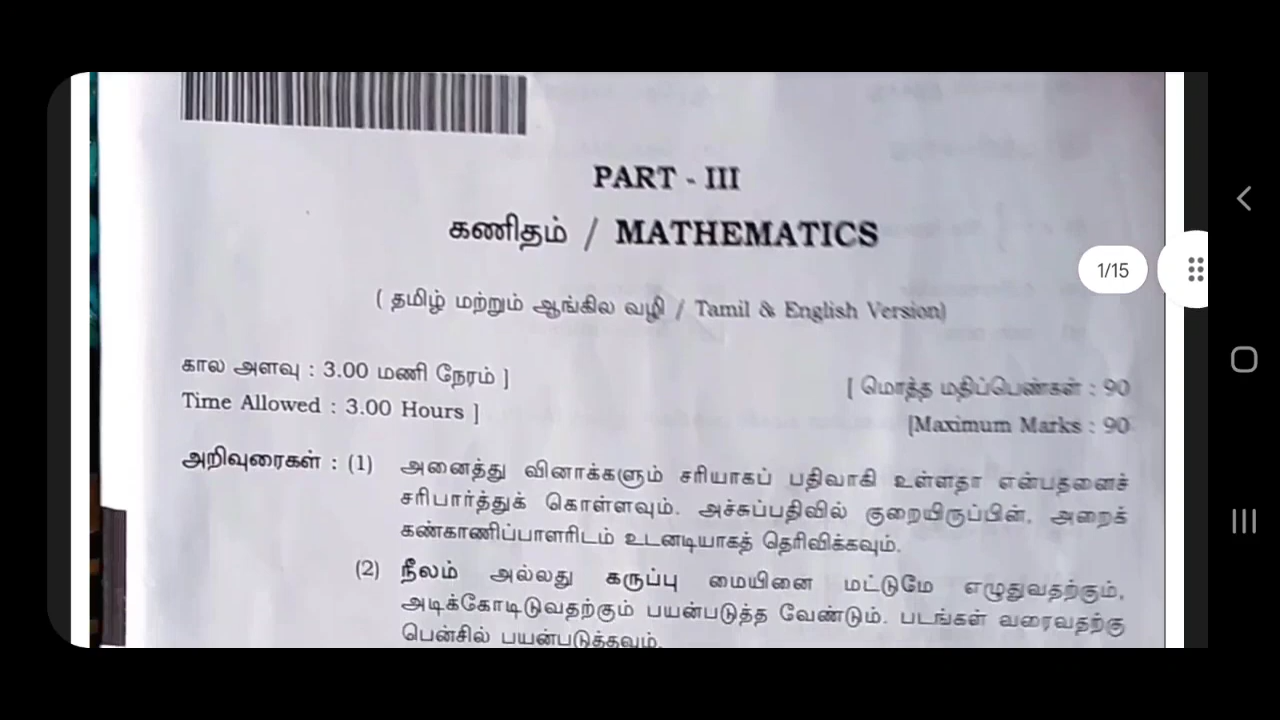 PART - III
கணிதம் / MATHEMATICS
( தமிழ் மற்றும் ஆங்கில வழி / Tamil & English Version)
1/15
கால அளவு : 3.00 மணி நேரம் ]
[ மொத்த மதிப்பெண்கள் : 90
Time Allowed : 3.00 Hours ]
[Maximum Marks : 90
அறிவுரைகள் : (1) அனைத்து வினாக்களும் சரியாகப் பதிவாகி உள்ளதா என்பதனைச்
சரிபார்த்துக் கொள்ளவும். அச்சுப்பதிவில் குறையிருப்பின், அறைக்
கண்காணிப்பாளரிடம் உடனடியாகத் தெரிவிக்கவும்.
(2) நீலம் அல்லது கருப்பு மையினை மட்டுமே எழுதுவதற்கும்,
அடிக்கோடிடுவதற்கும் பயன்படுத்த வேண்டும். படங்கள் வரைவதற்கு
பென்சில் பயன்படுத்தவும்.